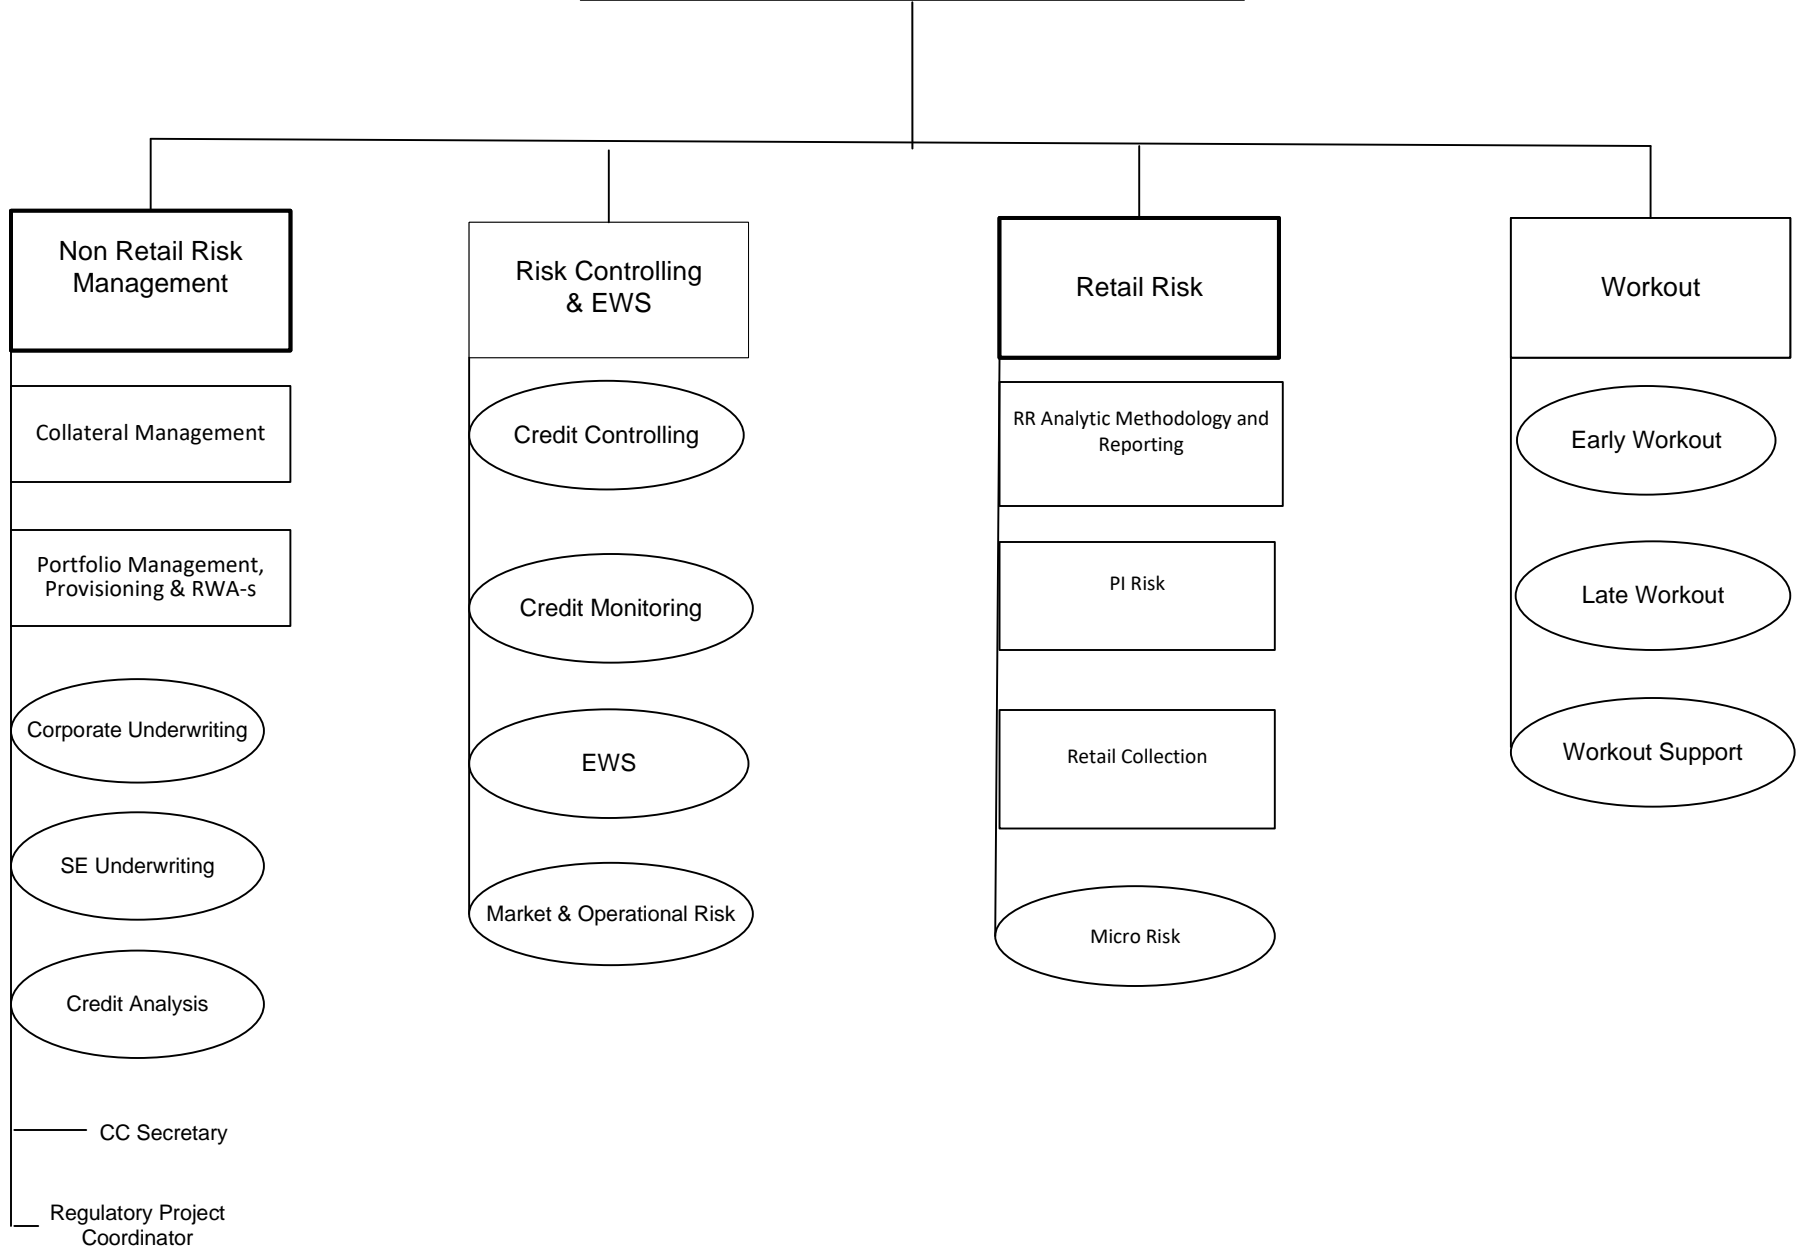 Non Retail Risk
Management
Collateral Management
Portfolio Management,
Provisioning & RWA-s
Corporate Underwriting
SE Underwriting
Credit Analysis
CC Secretary
Regulatory Project
Coordinator
Risk Controlling
& EWS
Credit Controlling
Credit Monitoring
EWS
Market & Operational Risk
Retail Risk
RR Analytic Methodology and
Reporting
PI Risk
Retail Collection
Micro Risk
Workout
Early Workout
Late Workout
Workout Support